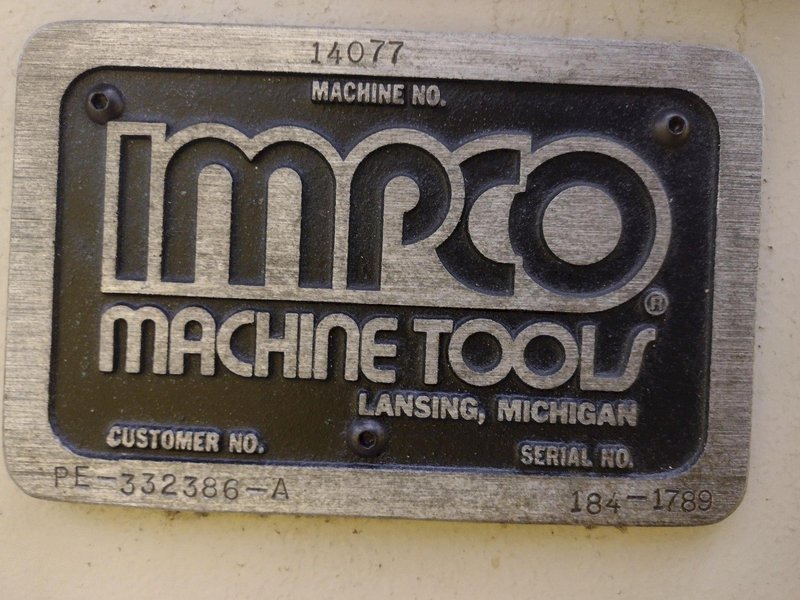 14077
MACHINE NO.
IMPCO
®
MACHINE TOOLS
LANSING, MICHIGAN
CUSTOMER NO.
SERIAL NO.
PE-332386-A
184-1789